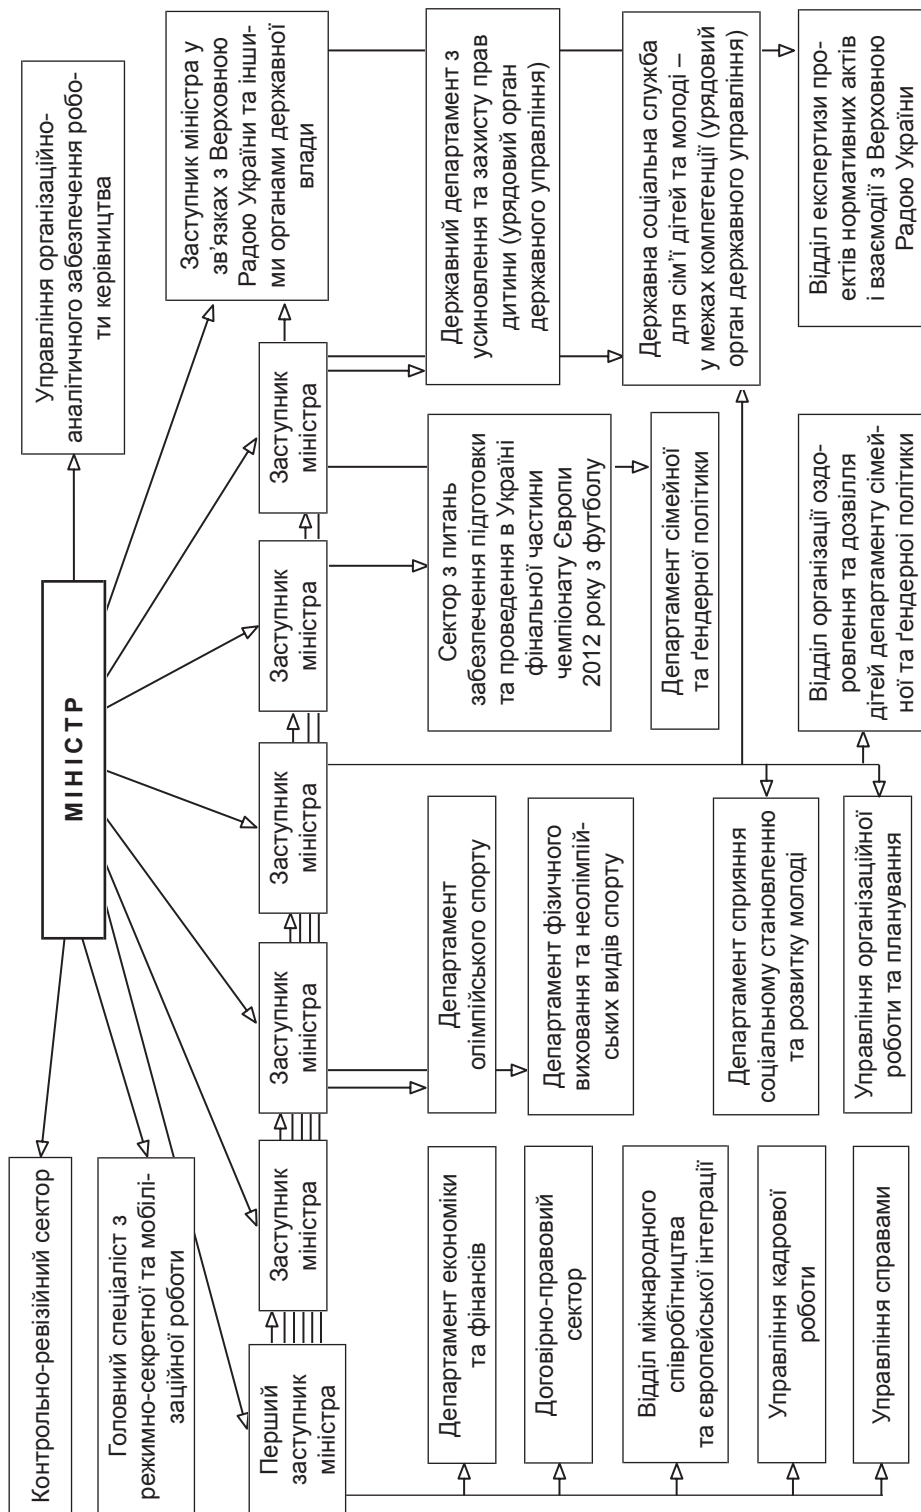 МІНІСТР
Контрольно-ревізійний сектор
Головний спеціаліст з
режимно-секретної та мобілі-
заційної роботи
Управління організаційно-
аналітичного забезпечення робо-
ти керівництва
Перший
заступник
міністра
Заступник
міністра
Заступник
міністра
Заступник
міністра
Заступник
міністра
Заступник
міністра
Заступник міністра у
зв’язках з Верховною
Радою України та інши-
ми органами державної
влади
Департамент економіки
та фінансів
Договірно-правовий
сектор
Відділ міжнародного
співробітництва
та європейської інтеграції
Управління кадрової
роботи
Управління справами
Департамент
олімпійського спорту
Департамент фізичного
виховання та неолімпій-
ських видів спорту
Департамент сприяння
соціальному становленню
та розвитку молоді
Управління організаційної
роботи та планування
Сектор з питань
забезпечення підготовки
та проведення в Україні
фінальної частини
чемпіонату Європи
2012 року з футболу
Департамент сімейної
та ґендерної політики
Відділ організації оздо-
ровлення та дозвілля
дітей департаменту сімей-
ної та ґендерної політики
Державний департамент з
усиновлення та захисту прав
дитини (урядовий орган
державного управління)
Державна соціальна служба
для сім’ї дітей та молоді –
у межах компетенції (урядовий
орган державного управління)
Відділ експертизи про-
ектів нормативних актів
і взаємодії з Верховною
Радою України